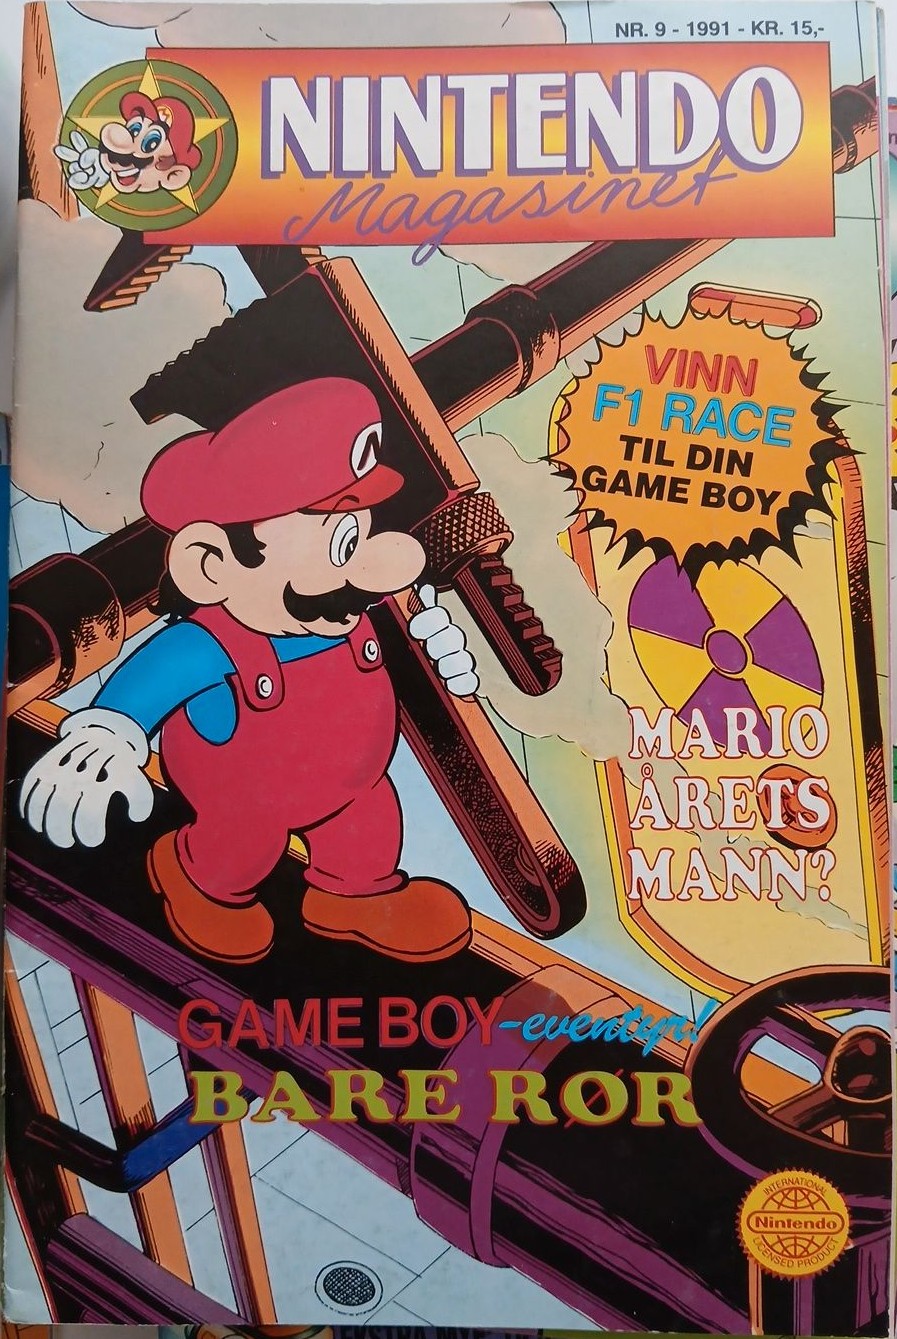 NR. 9 - 1991 - KR. 15,-
NINTENDO
Magasinet
VINN
F1 RACE
TIL DIN
GAME BOY
MARIO
ÅRETS
MANN?
GAME BOY-eventyr!
BARE RØR
INTERNATIONAL
Nintendo
LICENSED PRODUCT